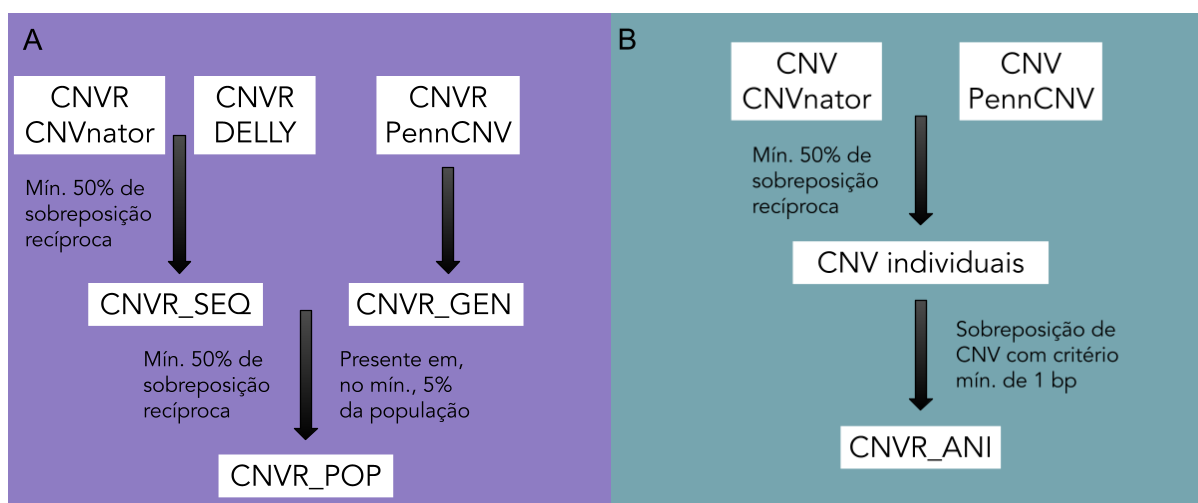 A
CNVR
CNVnator
CNVR
DELLY
CNVR
PennCNV
Mín. 50% de
sobreposição
recíproca
CNVR_SEQ
CNVR_GEN
Mín. 50% de
sobreposição
recíproca
Presente em,
no mín., 5%
da população
CNVR_POP
B
CNV
CNVnator
CNV
PennCNV
Mín. 50% de
sobreposição
recíproca
CNV individuais
Sobreposição de
CNV com critério
mín. de 1 bp
CNVR_ANI